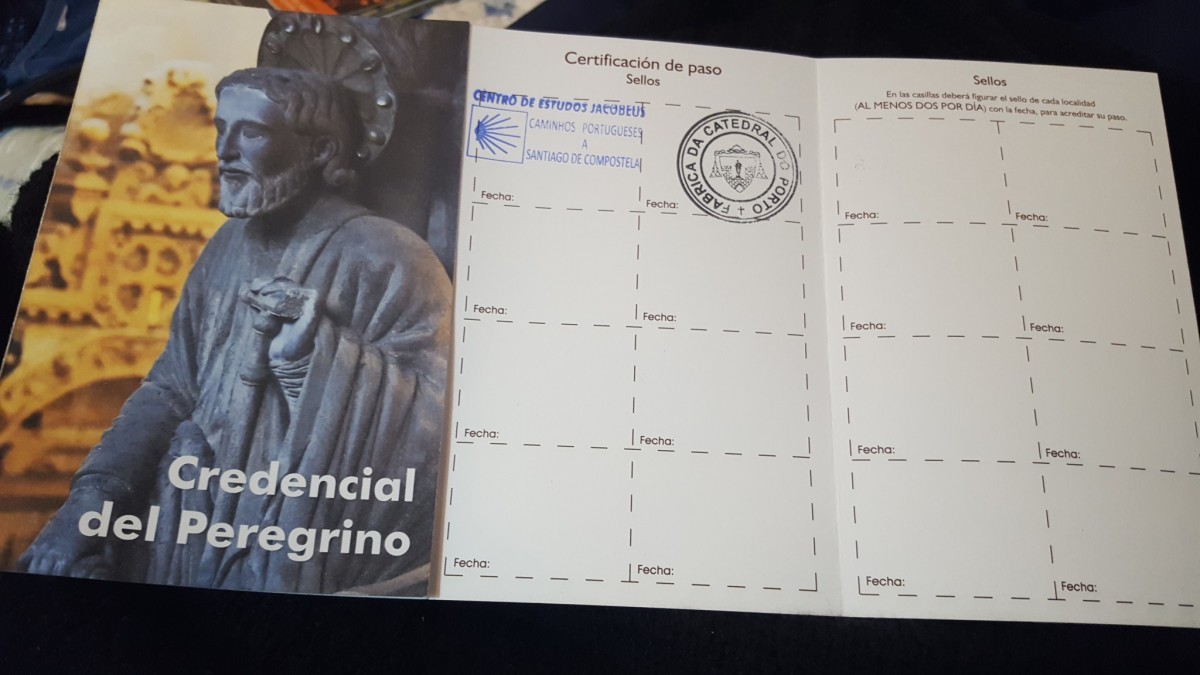 Credencial
del Peregrino
Certificación de paso
Sellos
CENTRO DE ESTUDOS JACOBEUS
CAMINHOS PORTUGUESES
A
SANTIAGO DE COMPOSTELA
FABRICA DA CATEDRAL DO PORTO
Fecha:
Fecha:
Fecha:
Fecha:
Fecha:
Fecha:
Fecha:
Fecha:
Sellos
En las casillas deberá figurar el sello de cada localidad
(AL MENOS DOS POR DÍA) con la fecha, para acreditar su paso.
Fecha:
Fecha:
Fecha:
Fecha:
Fecha:
Fecha:
Fecha:
Fecha: